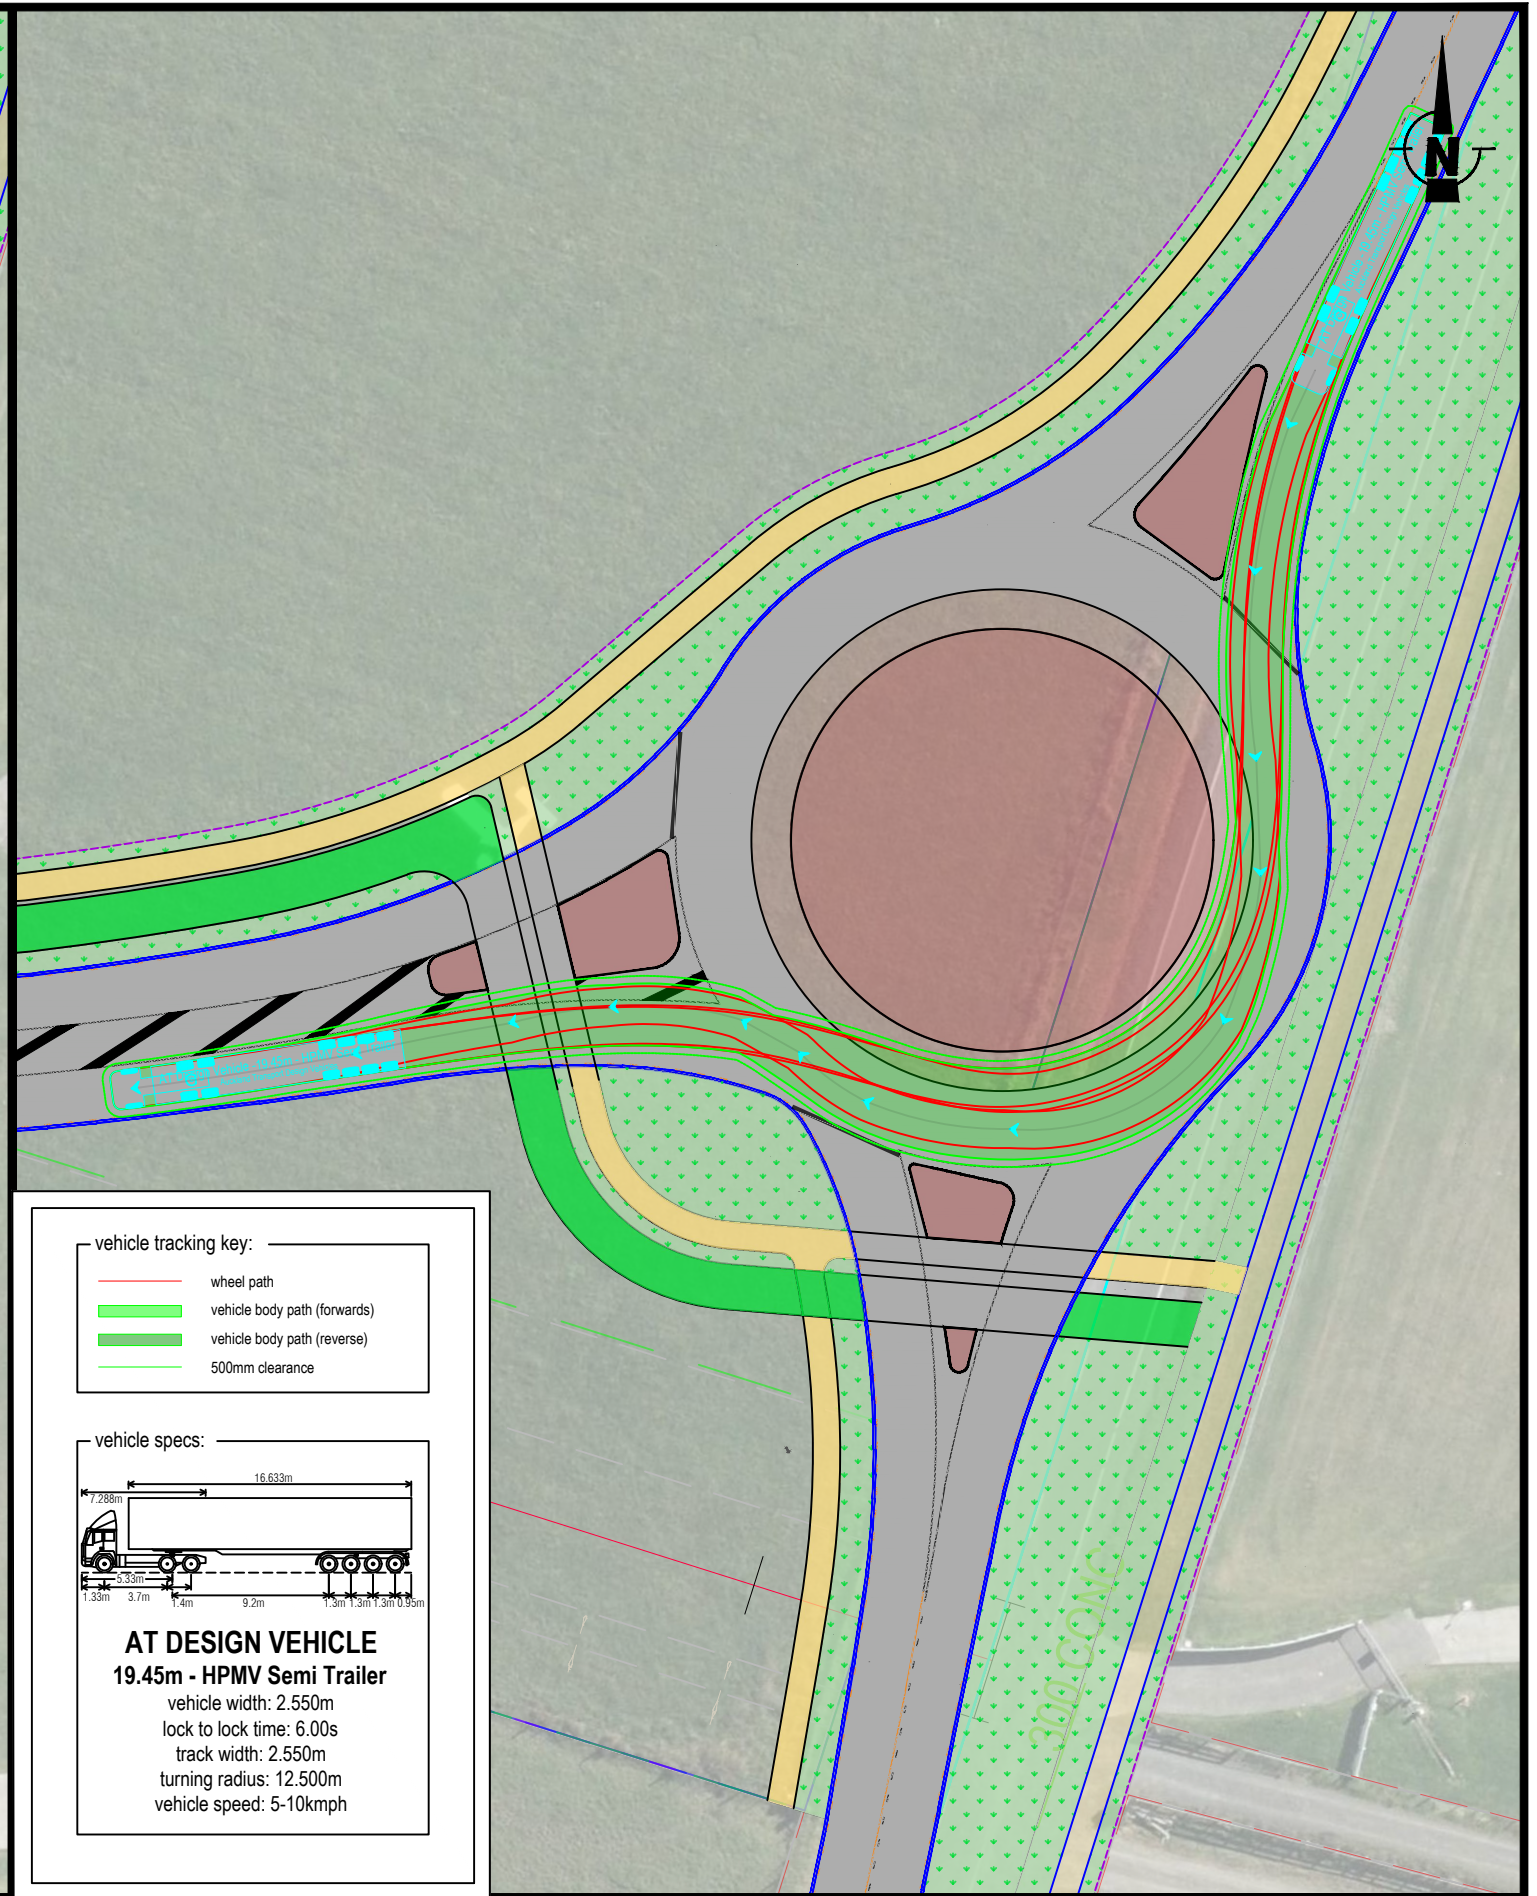 N
vehicle tracking key:
wheel path
vehicle body path (forwards)
vehicle body path (reverse)
500mm clearance
vehicle specs:
16.633m
7.288m
5.33m
1.33m 3.7m 1.4m 9.2m 1.3m 1.3m 1.3m 0.95m
AT DESIGN VEHICLE
19.45m - HPMV Semi Trailer
vehicle width: 2.550m
lock to lock time: 6.00s
track width: 2.550m
turning radius: 12.500m
vehicle speed: 5-10kmph
300 CONC